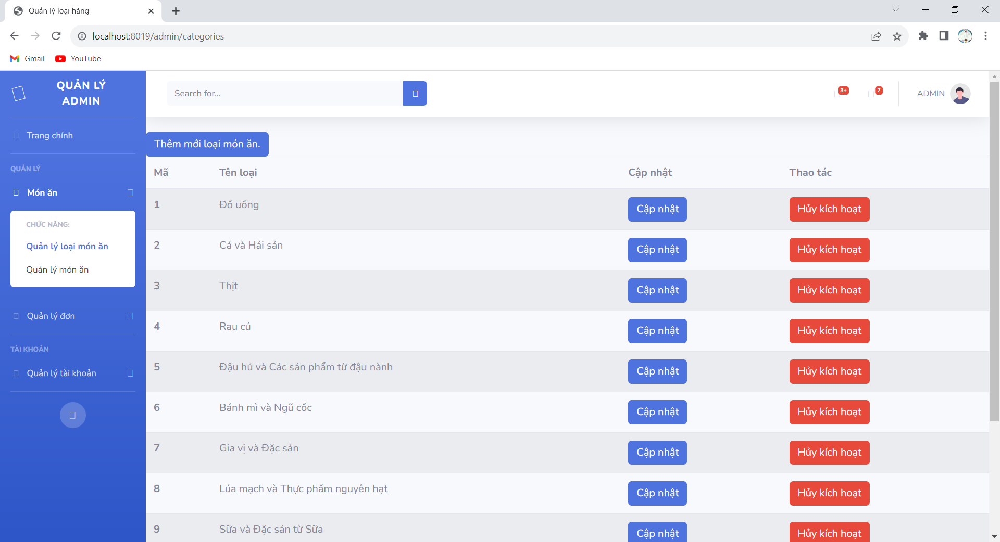 Quản lý loại hàng
localhost:8019/admin/categories
Gmail YouTube
QUẢN LÝ
ADMIN
Search for...
3+ 7 ADMIN
Trang chính
QUẢN LÝ
Món ăn
CHỨC NĂNG:
Quản lý loại món ăn
Quản lý món ăn
Quản lý đơn
TÀI KHOẢN
Quản lý tài khoản
Thêm mới loại món ăn.
Mã Tên loại Cập nhật Thao tác
1 Đồ uống Cập nhật Hủy kích hoạt
2 Cá và Hải sản Cập nhật Hủy kích hoạt
3 Thịt Cập nhật Hủy kích hoạt
4 Rau củ Cập nhật Hủy kích hoạt
5 Đậu hủ và Các sản phẩm từ đậu nành Cập nhật Hủy kích hoạt
6 Bánh mì và Ngũ cốc Cập nhật Hủy kích hoạt
7 Gia vị và Đặc sản Cập nhật Hủy kích hoạt
8 Lúa mạch và Thực phẩm nguyên hạt Cập nhật Hủy kích hoạt
9 Sữa và Đặc sản từ Sữa Cập nhật Hủy kích hoạt